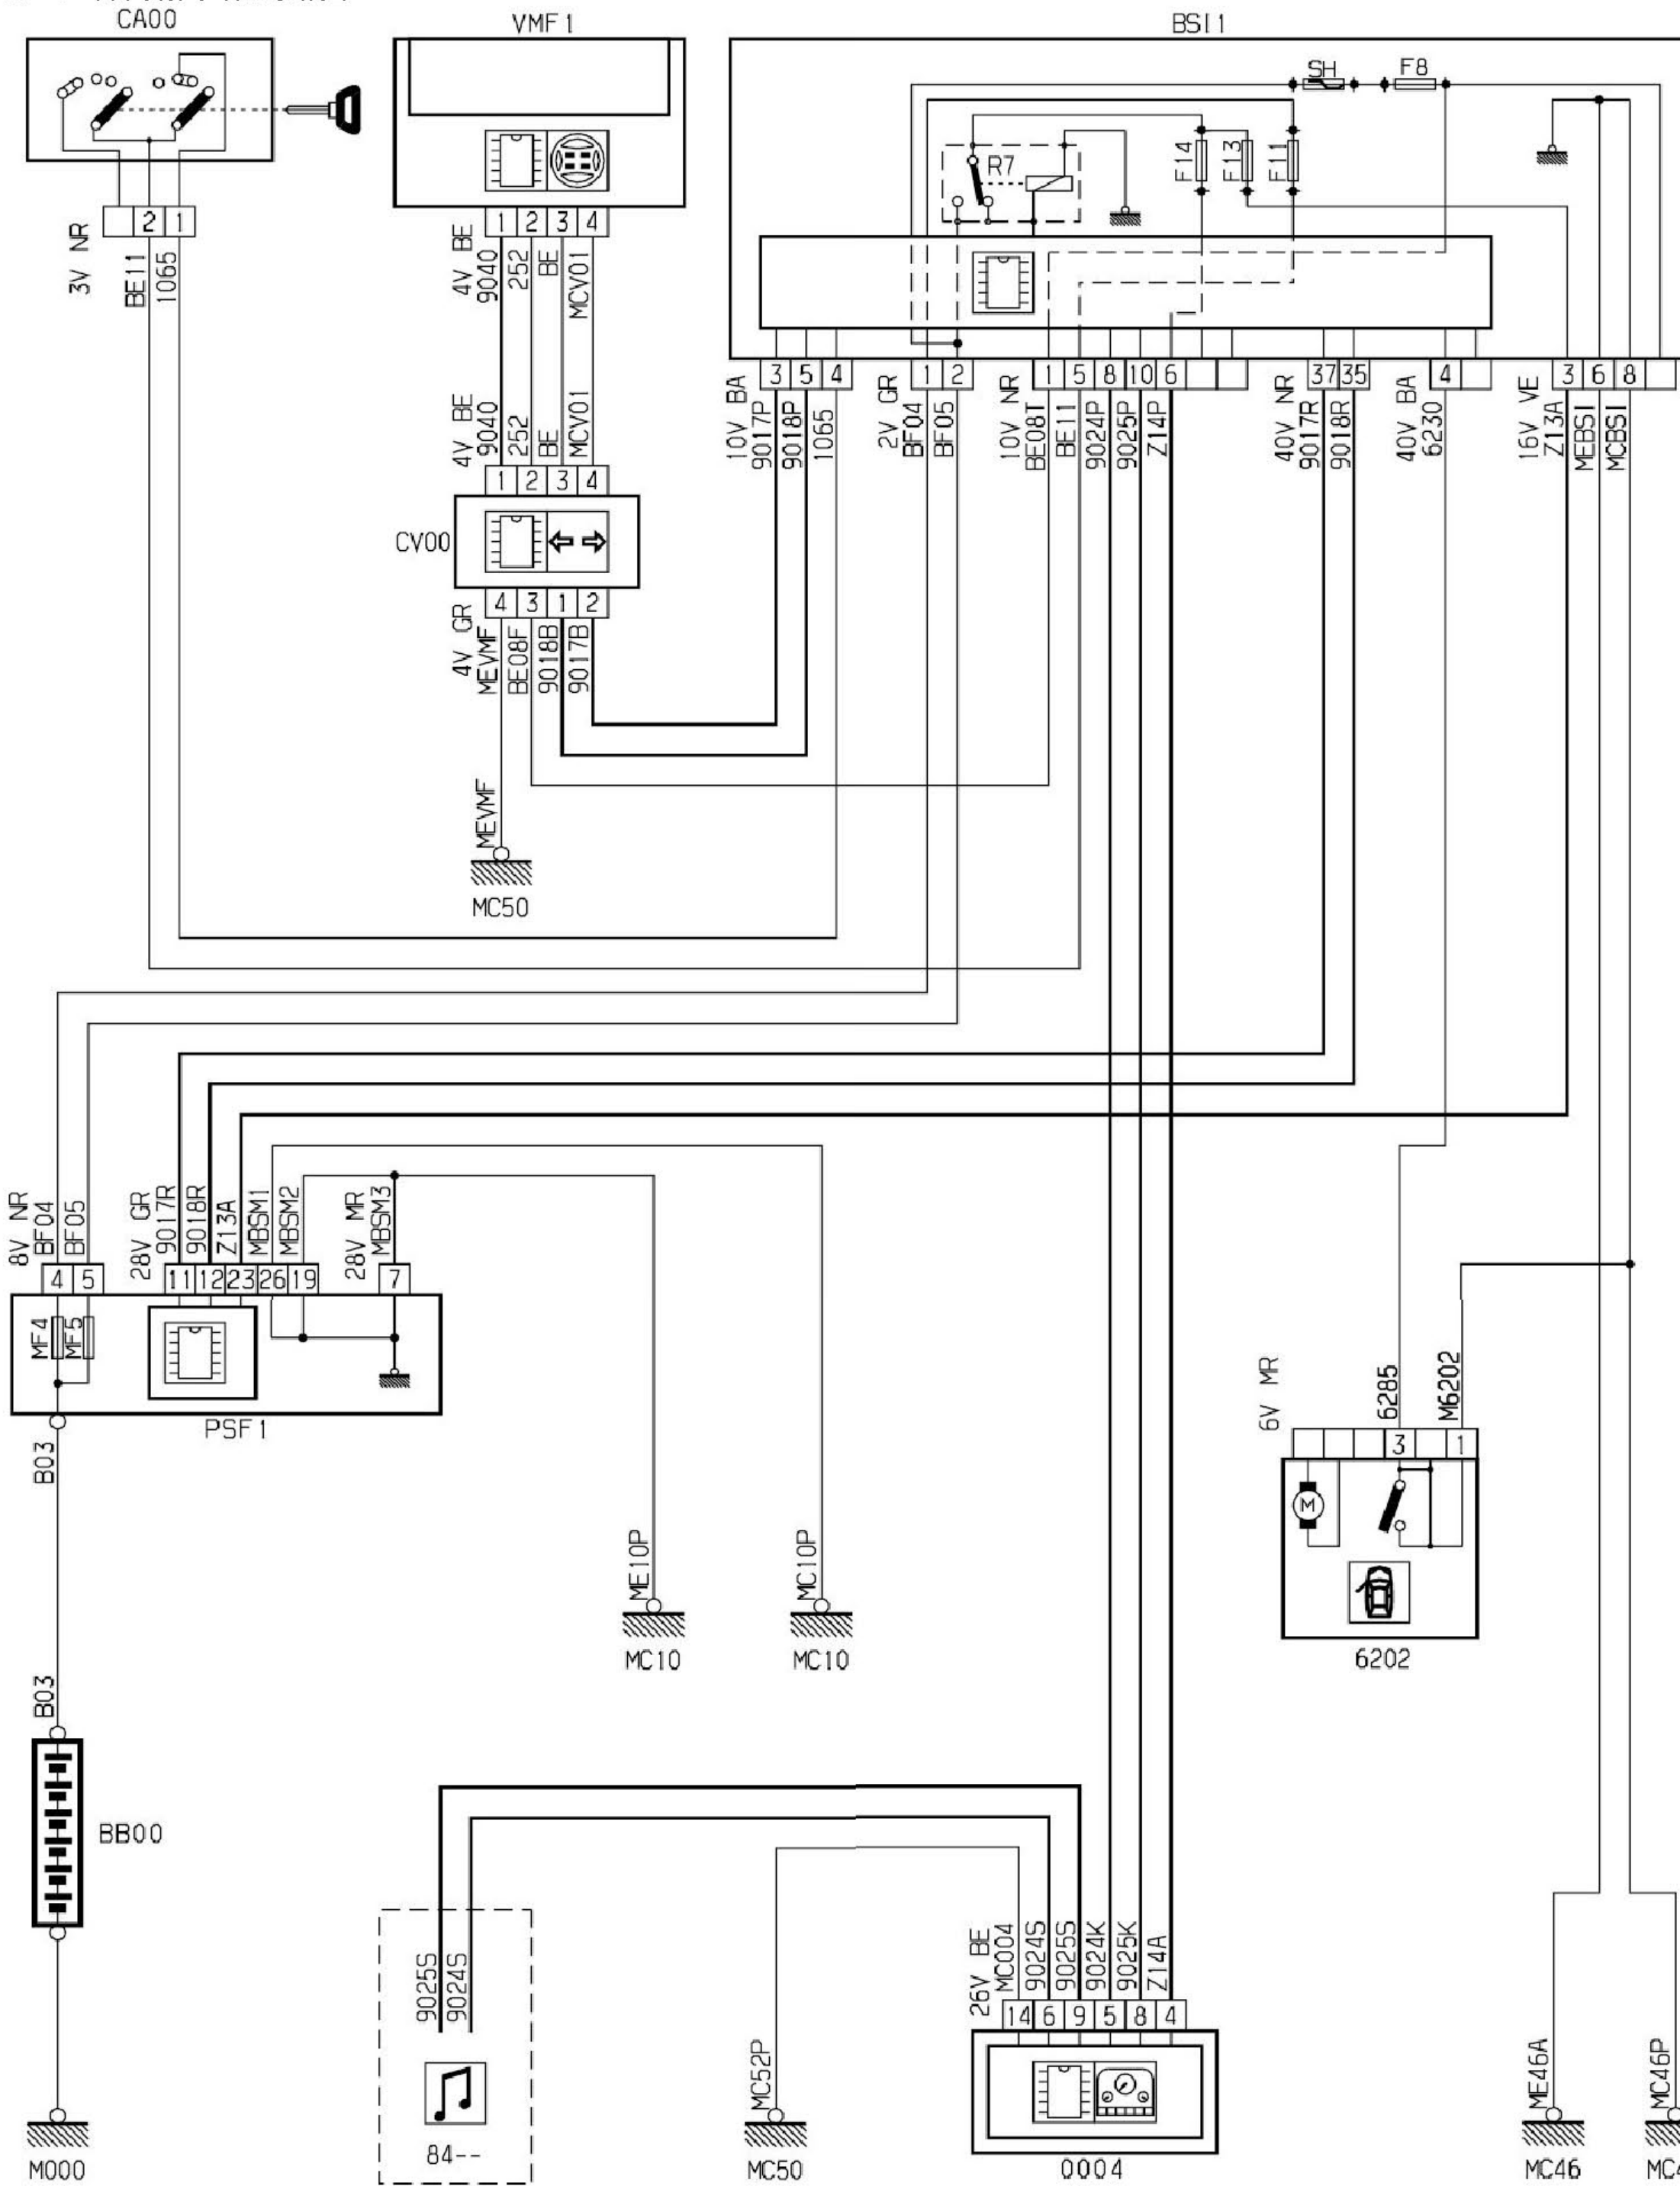 CA00
VMF1
BSI1
SH
F8
R7
F14
F13
F11
3V NR
2 1
BE11
1065
4V BE
1 2 3 4
9040
252
BE
MCV01
4V BE
9040
252
BE
MCV01
1 2 3 4
CV00
4 3 1 2
4V GR
MEVMF
BE08F
9018B
9017B
MEVMF
MC50
10V BA
3 5 4
9017P
9018P
1065
2V GR
1 2
BF04
BF05
10V NR
1 5 8 10 6
BE08T
BE11
9024P
9025P
Z14P
40V NR
37 35
9017R
9018R
40V BA
4
6230
16V VE
3 6 8
Z13A
MEBSI
MCBSI
8V NR
BF04
BF05
4 5
28V GR
9017R
9018R
Z13A
MBSM1
MBSM2
11 12 23 26 19
28V MR
MBSM3
7
MF4
MF5
PSF1
B03
B03
BB00
M000
ME10P
MC10
MC10P
MC10
6V MR
6285
M6202
3 1
M
6202
9025S
9024S
84--
MC52P
MC50
26V BE
MC004
9024S
9025S
9024K
9025K
Z14A
14 6 9 5 8 4
0004
ME46A
MC46
MC46P